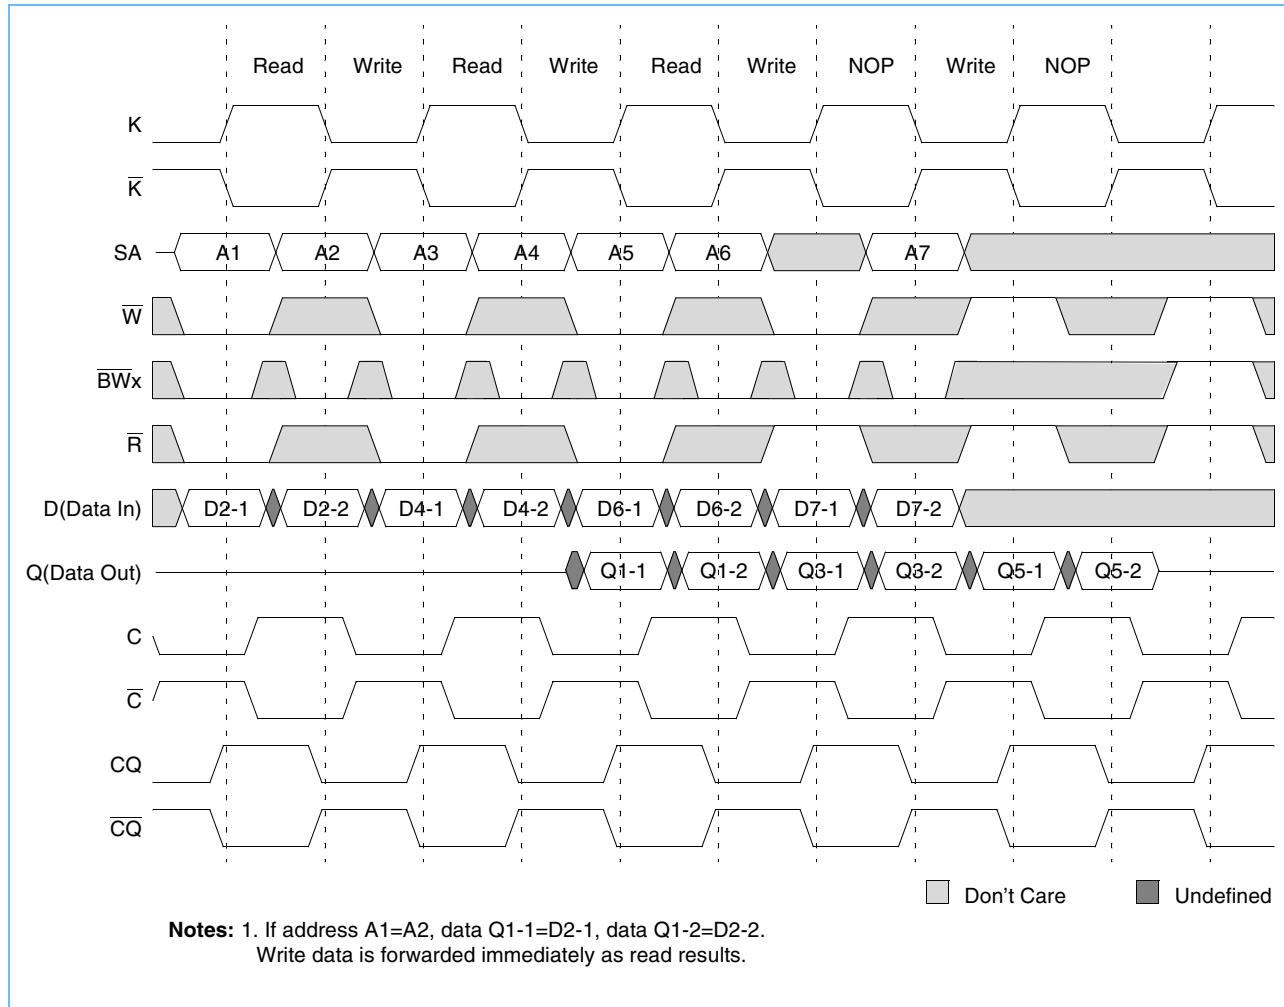 Read Write Read Write Read Write NOP Write NOP
K
K̅
SA A1 A2 A3 A4 A5 A6 A7
W̅
B̅W̅x
R̅
D(Data In) D2-1 D2-2 D4-1 D4-2 D6-1 D6-2 D7-1 D7-2
Q(Data Out) Q1-1 Q1-2 Q3-1 Q3-2 Q5-1 Q5-2
C
C̅
CQ
C̅Q̅
Don't Care Undefined
Notes: 1. If address A1=A2, data Q1-1=D2-1, data Q1-2=D2-2.
Write data is forwarded immediately as read results.